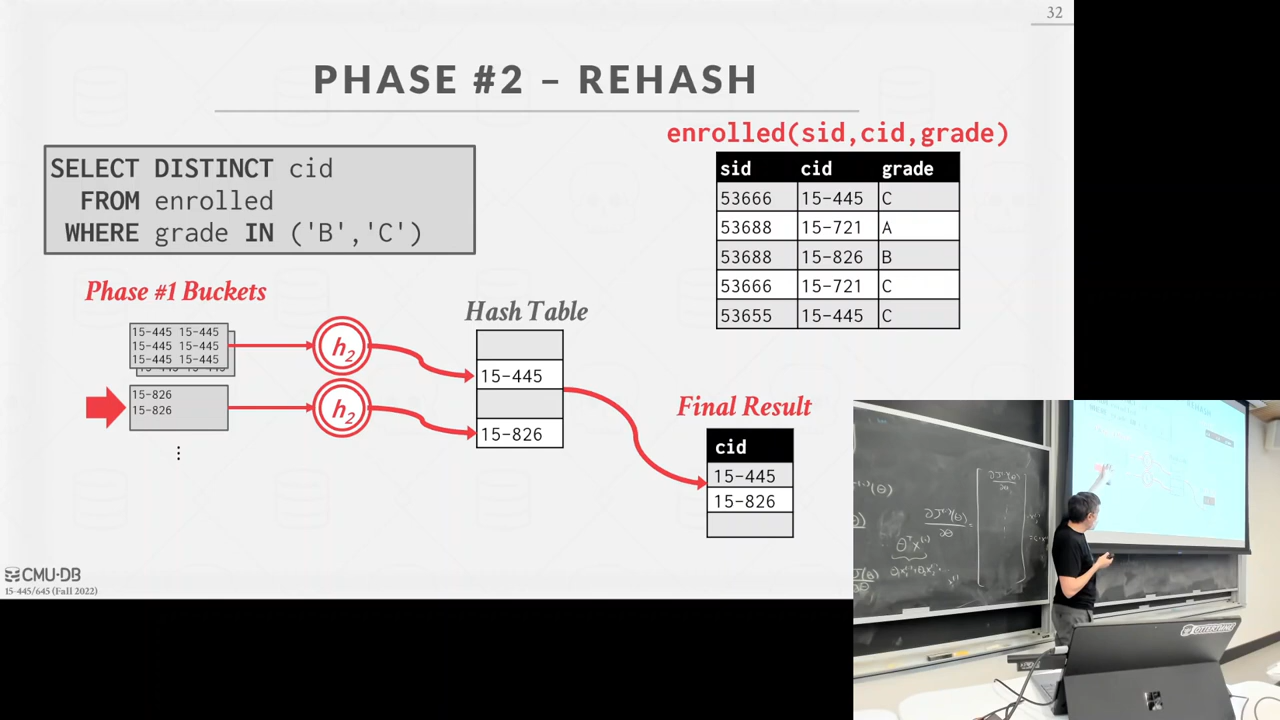 32
PHASE #2 – REHASH
SELECT DISTINCT cid
FROM enrolled
WHERE grade IN ('B','C')
enrolled(sid,cid,grade)
sid cid grade
53666 15-445 C
53688 15-721 A
53688 15-826 B
53666 15-721 C
53655 15-445 C
Phase #1 Buckets
15-445 15-445
15-445 15-445
15-445 15-445
15-826
15-826
⋮
h2
h2
Hash Table
15-445
15-826
Final Result
cid
15-445
15-826
CMU-DB
15-445/645 (Fall 2022)